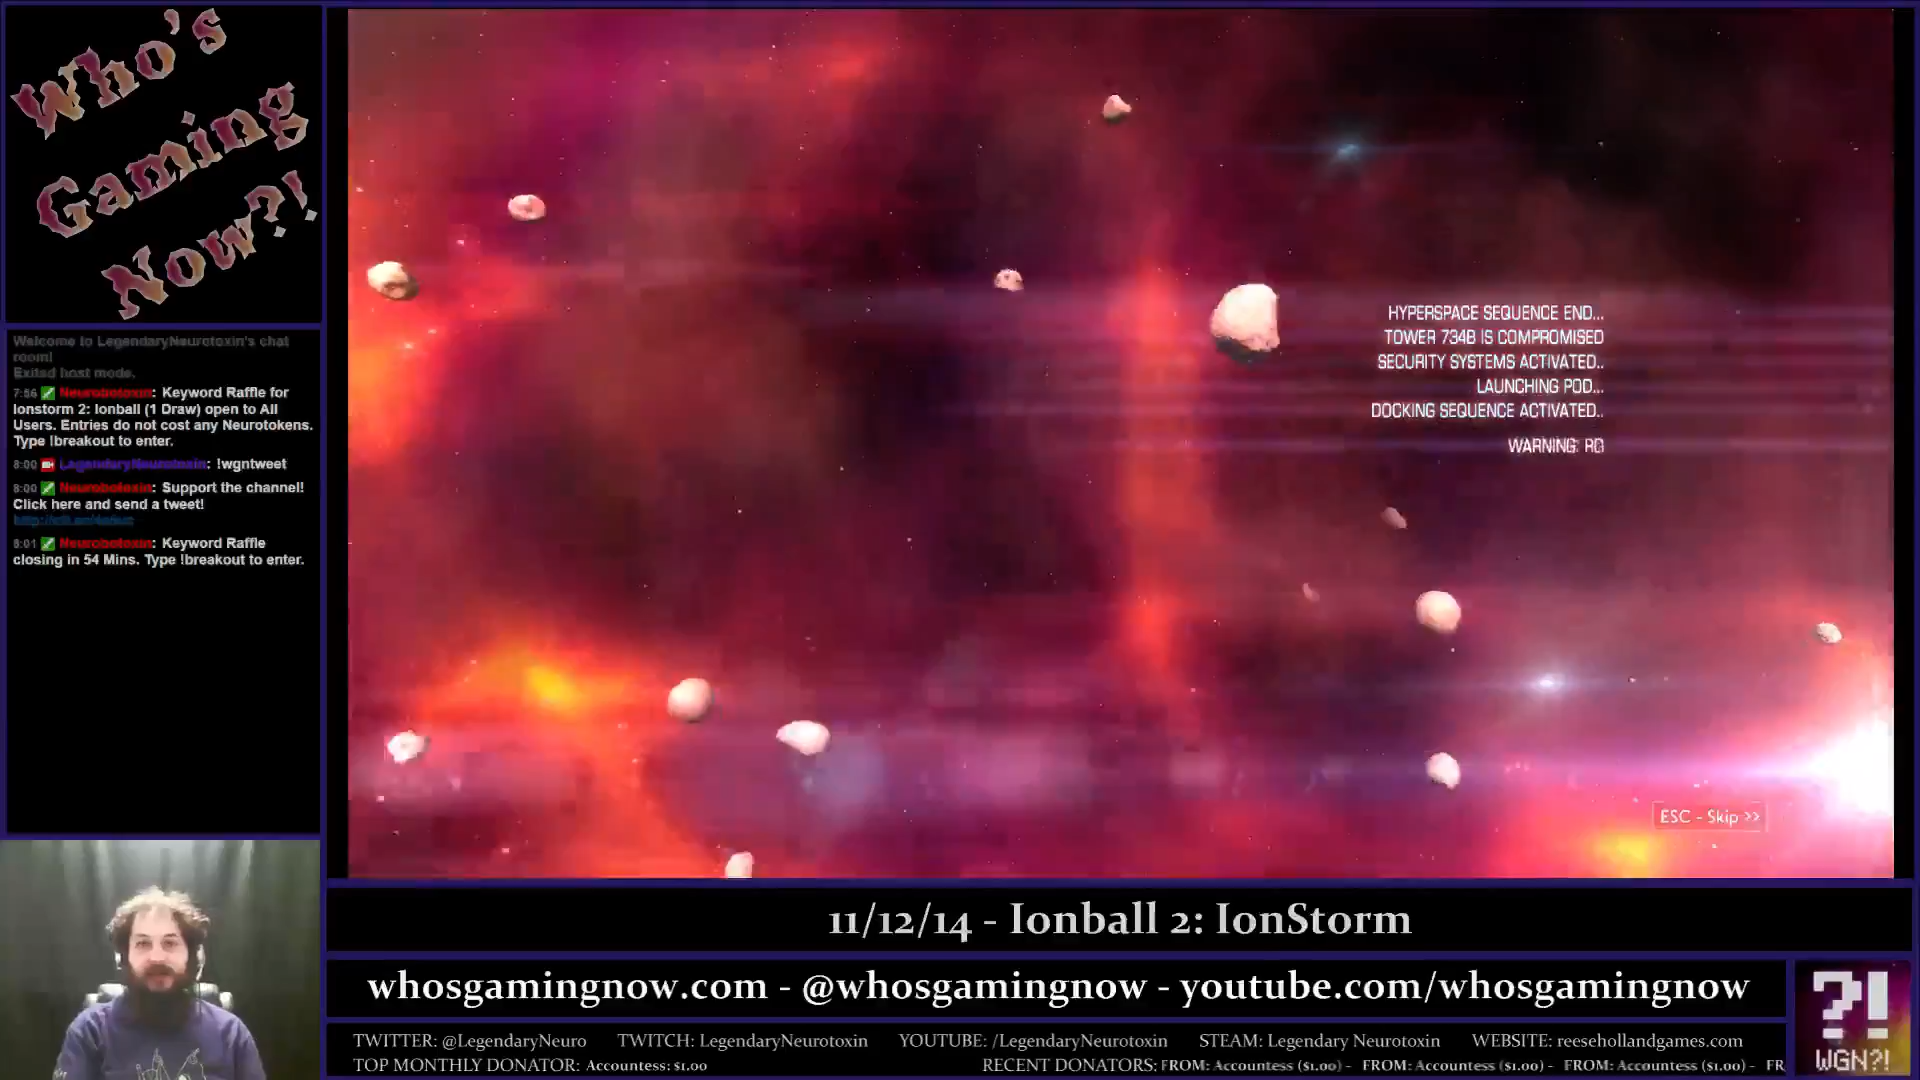 Who's
Gaming
Now?!
Welcome to LegendaryNeurotoxin's chat
room!
Exited host mode.
7:56 Neurobotoxin: Keyword Raffle for
Ionstorm 2: Ionball (1 Draw) open to All
Users. Entries do not cost any Neurotokens.
Type !breakout to enter.
8:00 LegendaryNeurotoxin: !wgntweet
8:00 Neurobotoxin: Support the channel!
Click here and send a tweet!
8:01 Neurobotoxin: Keyword Raffle
closing in 54 Mins. Type !breakout to enter.
HYPERSPACE SEQUENCE END...
TOWER 734B IS COMPROMISED
SECURITY SYSTEMS ACTIVATED..
LAUNCHING POD...
DOCKING SEQUENCE ACTIVATED..
WARNING: RO
ESC - Skip >>
11/12/14 - Ionball 2: IonStorm
whosgamingnow.com - @whosgamingnow - youtube.com/whosgamingnow
TWITTER: @LegendaryNeuro TWITCH: LegendaryNeurotoxin YOUTUBE: /LegendaryNeurotoxin STEAM: Legendary Neurotoxin WEBSITE: reesehollandgames.com
TOP MONTHLY DONATOR: Accountess: $1.00 RECENT DONATORS: FROM: Accountess ($1.00) - FROM: Accountess ($1.00) - FROM: Accountess ($1.00) - FR
?!
WGN?!